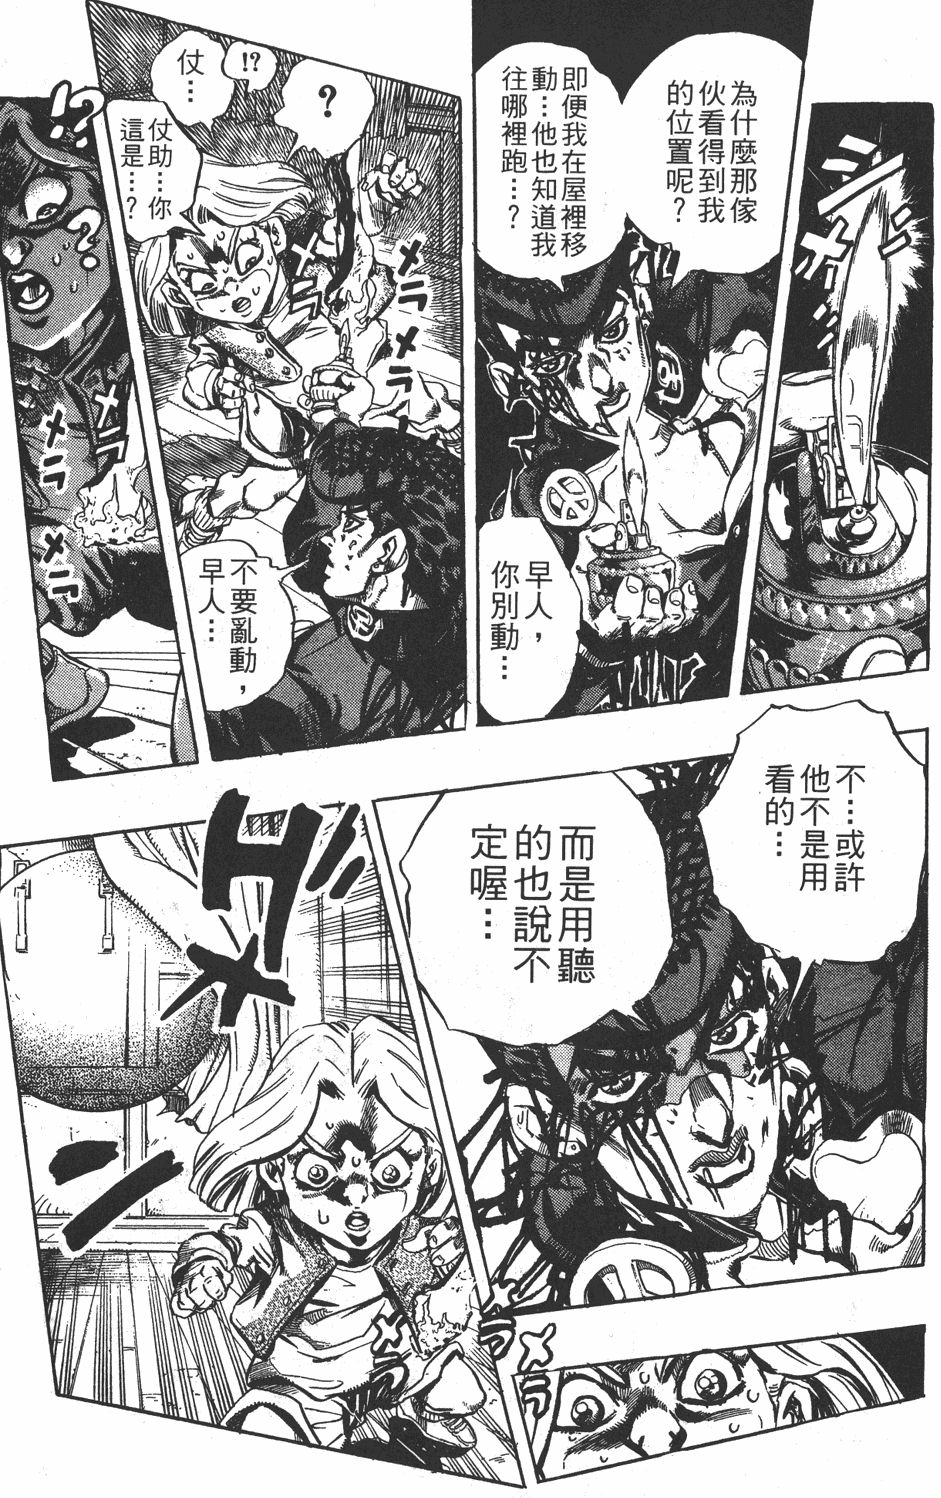 メラ
メラ
為什麼那傢
伙看得到我
的位置呢?
即便我在屋裡移
動…他也知道我
往哪裡跑…?
早人,
你別動…
?
!?
仗…
仗助…你
這是…?
メラ
メラ
不要亂動,
早人…
??
メラ
メラ
不…或許
他不是用
看的…
而是用聽
的也說不
定喔…
メラ
メラ